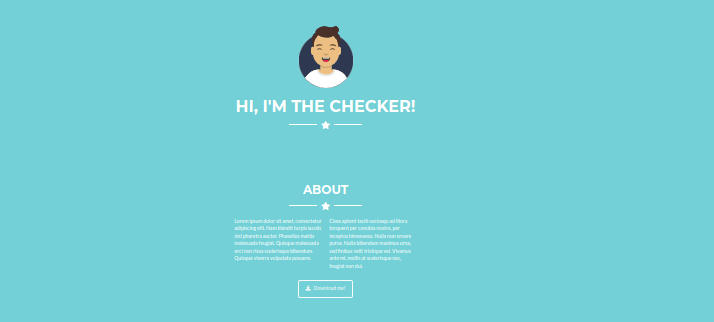 HI, I'M THE CHECKER!
ABOUT
Lorem ipsum dolor sit amet, consectetur
adipiscing elit. Nam blandit turpis iaculis
nisl pharetra auctor. Phasellus mattis
malesuada feugiat. Quisque malesuada
orci non risus scelerisque bibendum.
Quisque viverra vulputate posuere.
Class aptent taciti sociosqu ad litora
torquent per conubia nostra, per
inceptos himenaeos. Nulla non ornare
purus. Nulla bibendum maximus urna,
sed finibus velit tristique vel. Vivamus
ante mi, mollis ut scelerisque non,
feugiat non dui.
Download me!